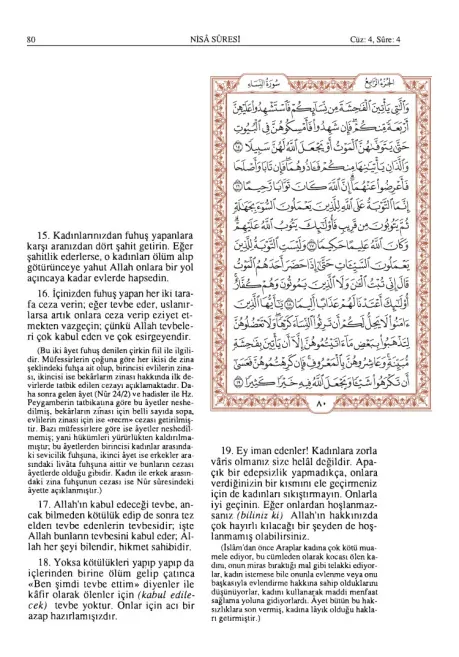 80
NİSÂ SÛRESİ
Cüz: 4, Sûre: 4
الجزء الرابع
سورة النساء
وَالّٰتٖي يَأْتٖينَ الْفَاحِشَةَ مِنْ نِسَائِكُمْ فَاسْتَشْهِدُوا عَلَيْهِنَّ
اَرْبَعَةً مِنْكُمْ فَاِنْ شَهِدُوا فَاَمْسِكُوهُنَّ فِي الْبُيُوتِ
حَتّٰى يَتَوَفّٰيهُنَّ الْمَوْتُ اَوْ يَجْعَلَ اللّٰهُ لَهُنَّ سَبٖيلًا ﴿١٥﴾
وَالَّذَانِ يَأْتِيَانِهَا مِنْكُمْ فَاٰذُوهُمَا فَاِنْ تَابَا وَاَصْلَحَا
فَاَعْرِضُوا عَنْهُمَا اِنَّ اللّٰهَ كَانَ تَوَّابًا رَحٖيمًا ﴿١٦﴾
اِنَّمَا التَّوْبَةُ عَلَى اللّٰهِ لِلَّذٖينَ يَعْمَلُونَ السُّوءَ بِجَهَالَةٍ
ثُمَّ يَتُوبُونَ مِنْ قَرٖيبٍ فَاُولٰئِكَ يَتُوبُ اللّٰهُ عَلَيْهِمْ
وَكَانَ اللّٰهُ عَلٖيمًا حَكٖيمًا ﴿١٧﴾ وَلَيْسَتِ التَّوْبَةُ لِلَّذٖينَ
يَعْمَلُونَ السَّيِّـَٔاتِ حَتّٰى اِذَا حَضَرَ اَحَدَهُمُ الْمَوْتُ
قَالَ اِنّٖي تُبْتُ الْـٰٔنَ وَلَا الَّذٖينَ يَمُوتُونَ وَهُمْ كُفَّارٌ
اُولٰئِكَ اَعْتَدْنَا لَهُمْ عَذَابًا اَلٖيمًا ﴿١٨﴾ يَا اَيُّهَا الَّذٖينَ
اٰمَنُوا لَا يَحِلُّ لَكُمْ اَنْ تَرِثُوا النِّسَاءَ كَرْهًا وَلَا تَعْضُلُوهُنَّ
لِتَذْهَبُوا بِبَعْضِ مَا اٰتَيْتُمُوهُنَّ اِلَّا اَنْ يَأْتٖينَ بِفَاحِشَةٍ
مُبَيِّنَةٍ وَعَاشِرُوهُنَّ بِالْمَعْرُوفِ فَاِنْ كَرِهْتُمُوهُنَّ فَعَسٰى
اَنْ تَكْرَهُوا شَيْـًٔا وَيَجْعَلَ اللّٰهُ فٖيهِ خَيْرًا كَثٖيرًا ﴿١٩﴾
٨٠
15. Kadınlarınızdan fuhuş yapanlara
karşı aranızdan dört şahit getirin. Eğer
şahitlik ederlerse, o kadınları ölüm alıp
götürünceye yahut Allah onlara bir yol
açıncaya kadar evlerde hapsedin.
16. İçinizden fuhuş yapan her iki tara-
fa ceza verin; eğer tevbe eder, uslanır-
larsa artık onlara ceza verip eziyet et-
mekten vazgeçin; çünkü Allah tevbele-
ri çok kabul eden ve çok esirgeyendir.
(Bu iki âyet fuhuş denilen çirkin fiil ile ilgili-
dir. Müfessirlerin çoğuna göre her ikisi de zina
şeklindeki fuhşa ait olup, birincisi evlilerin zina-
sı, ikincisi ise bekârların zinası hakkında ilk de-
virlerde tatbik edilen cezayı açıklamaktadır. Da-
ha sonra gelen âyet (Nûr 24/2) ve hadisler ile Hz.
Peygamberin tatbikatına göre bu âyetler neshe-
dilmiş, bekârların zinası için belli sayıda sopa,
evlilerin zinası için ise «recm» cezası getirilmiş-
tir. Bazı müfessirlere göre ise âyetler neshedil-
memiş; yani hükümleri yürürlükten kaldırılma-
mıştır; bu âyetlerden birincisi kadınlar arasında-
ki sevicilik fuhşuna, ikinci âyet ise erkekler ara-
sındaki livâta fuhşuna aittir ve bunların cezası
âyetlerde olduğu gibidir. Kadın ile erkek arasın-
daki zina fuhşunun cezası ise Nûr sûresindeki
âyette açıklanmıştır.)
17. Allah'ın kabul edeceği tevbe, an-
cak bilmeden kötülük edip de sonra tez
elden tevbe edenlerin tevbesidir; işte
Allah bunların tevbesini kabul eder; Al-
lah her şeyi bilendir, hikmet sahibidir.
18. Yoksa kötülükleri yapıp yapıp da
içlerinden birine ölüm gelip çatınca
«Ben şimdi tevbe ettim» diyenler ile
kâfir olarak ölenler için (kabul edile-
cek) tevbe yoktur. Onlar için acı bir
azap hazırlamışızdır.
19. Ey iman edenler! Kadınlara zorla
vâris olmanız size helâl değildir. Apa-
çık bir edepsizlik yapmadıkça, onlara
verdiğinizin bir kısmını ele geçirmeniz
için de kadınları sıkıştırmayın. Onlarla
iyi geçinin. Eğer onlardan hoşlanmaz-
sanız (biliniz ki) Allah'ın hakkınızda
çok hayırlı kılacağı bir şeyden de hoş-
lanmamış olabilirsiniz.
(İslâm'dan önce Araplar kadına çok kötü mua-
mele ediyor, bu cümleden olarak kocası ölen ka-
dını, onun miras bıraktığı mal gibi telakki ediyor-
lar, kadın istemese bile onunla evlenme veya onu
başkasıyla evlendirme hakkına sahip olduklarını
düşünüyorlar, kadını kullanarak maddi menfaat
sağlama yoluna gidiyorlardı. Âyet bütün bu hak-
sızlıklara son vermiş, kadına lâyık olduğu hakla-
rı getirmiştir.)